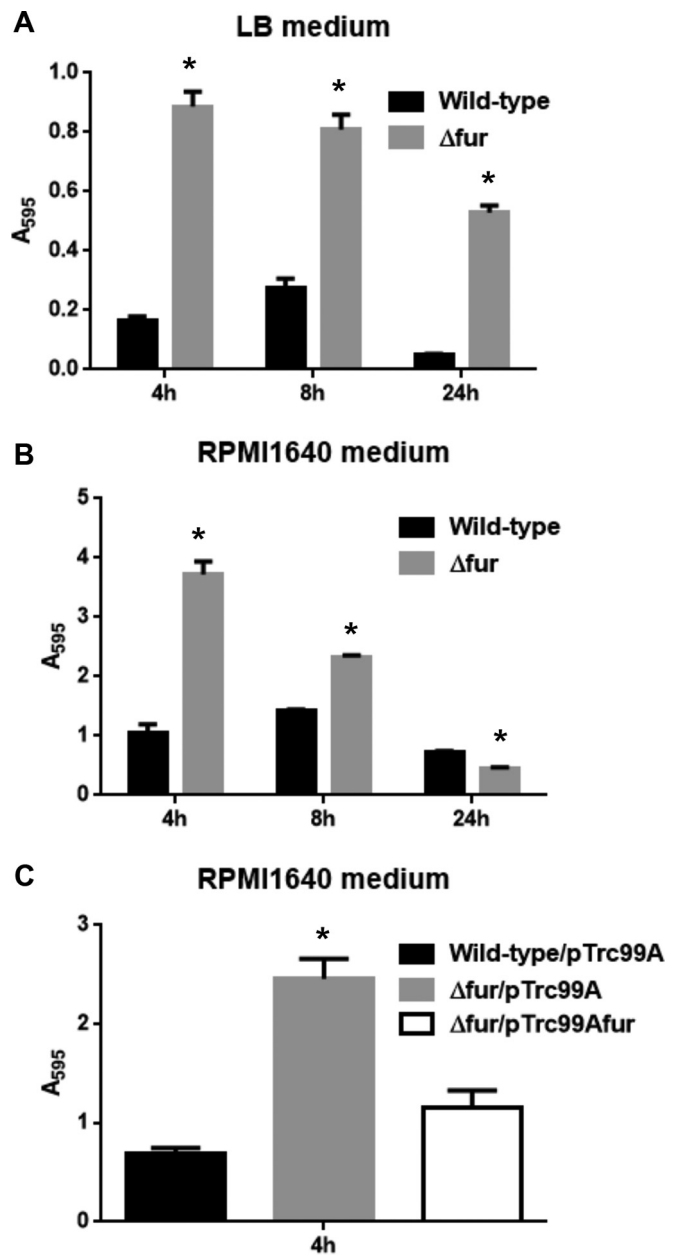 A
LB medium
1.0
0.8
0.6
0.4
0.2
0.0
A595
*
*
*
Wild-type
Δfur
4h 8h 24h
B
RPMI1640 medium
5
4
3
2
1
0
A595
*
*
*
Wild-type
Δfur
4h 8h 24h
C
RPMI1640 medium
3
2
1
0
A595
*
Wild-type/pTrc99A
Δfur/pTrc99A
Δfur/pTrc99Afur
4h